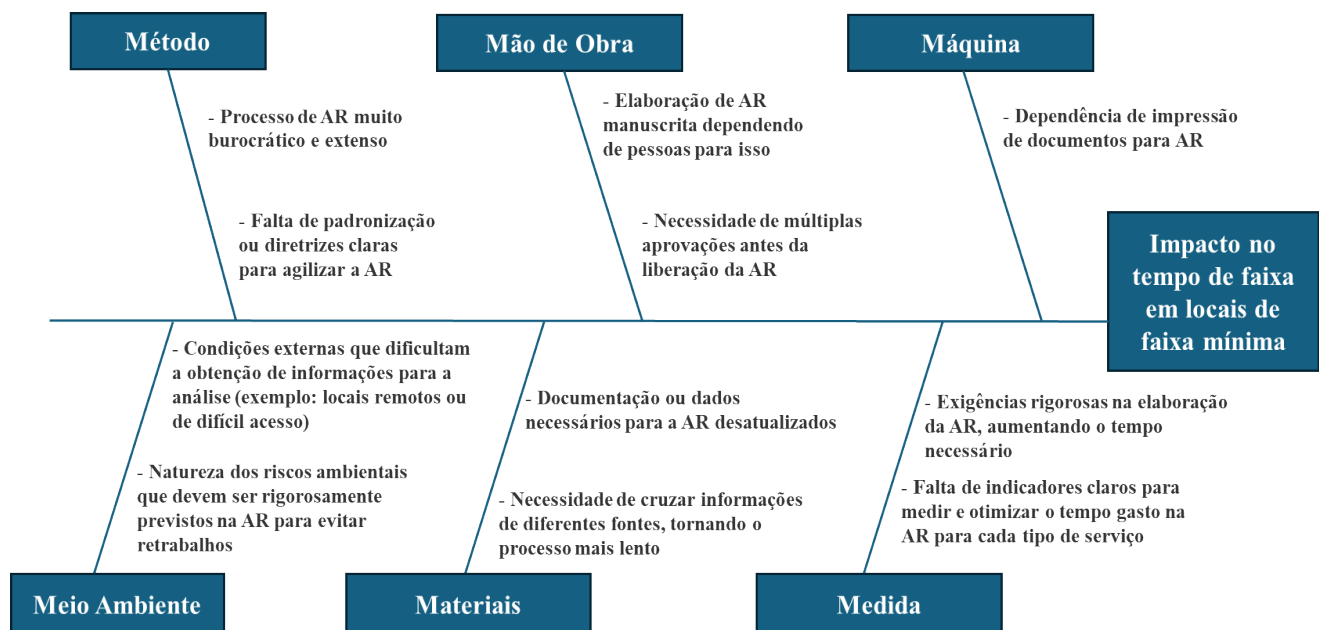 Método
Mão de Obra
Máquina
- Processo de AR muito
burocrático e extenso
- Falta de padronização
ou diretrizes claras
para agilizar a AR
- Elaboração de AR
manuscrita dependendo
de pessoas para isso
- Necessidade de múltiplas
aprovações antes da
liberação da AR
- Dependência de impressão
de documentos para AR
Impacto no
tempo de faixa
em locais de
faixa mínima
- Condições externas que dificultam
a obtenção de informações para a
análise (exemplo: locais remotos ou
de difícil acesso)
- Natureza dos riscos ambientais
que devem ser rigorosamente
previstos na AR para evitar
retrabalhos
- Documentação ou dados
necessários para a AR desatualizados
- Necessidade de cruzar informações
de diferentes fontes, tornando o
processo mais lento
- Exigências rigorosas na elaboração
da AR, aumentando o tempo
necessário
- Falta de indicadores claros para
medir e otimizar o tempo gasto na
AR para cada tipo de serviço
Meio Ambiente
Materiais
Medida